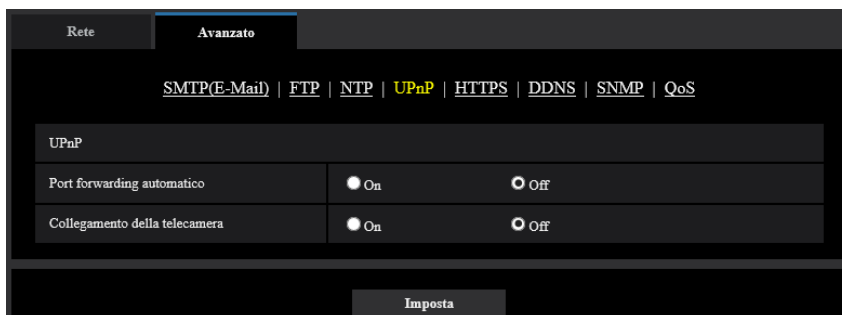 Rete Avanzato
SMTP(E-Mail) | FTP | NTP | UPnP | HTTPS | DDNS | SNMP | QoS
UPnP
Port forwarding automatico On Off
Collegamento della telecamera On Off
Imposta